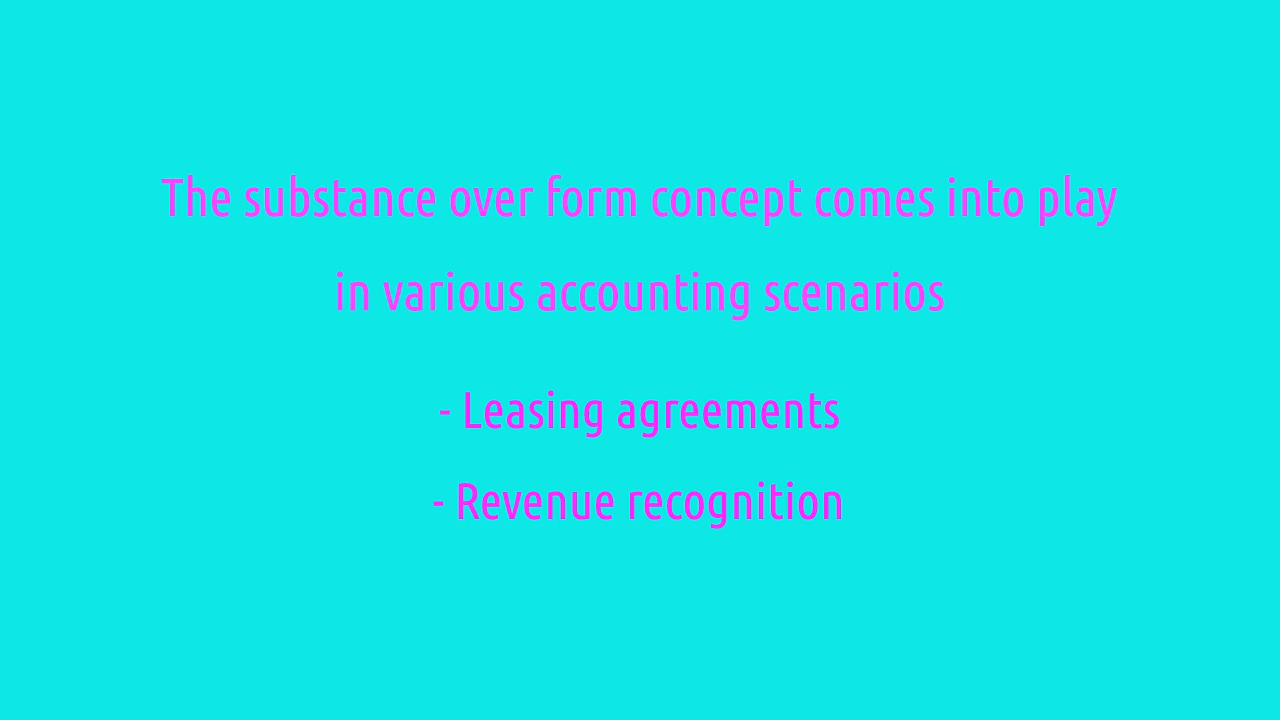 The substance over form concept comes into play
in various accounting scenarios
- Leasing agreements
- Revenue recognition